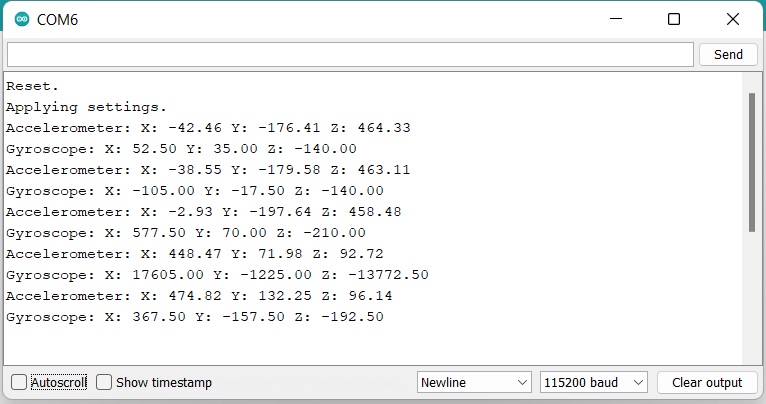 COM6
Send
Reset.
Applying settings.
Accelerometer: X: -42.46 Y: -176.41 Z: 464.33
Gyroscope: X: 52.50 Y: 35.00 Z: -140.00
Accelerometer: X: -38.55 Y: -179.58 Z: 463.11
Gyroscope: X: -105.00 Y: -17.50 Z: -140.00
Accelerometer: X: -2.93 Y: -197.64 Z: 458.48
Gyroscope: X: 577.50 Y: 70.00 Z: -210.00
Accelerometer: X: 448.47 Y: 71.98 Z: 92.72
Gyroscope: X: 17605.00 Y: -1225.00 Z: -13772.50
Accelerometer: X: 474.82 Y: 132.25 Z: 96.14
Gyroscope: X: 367.50 Y: -157.50 Z: -192.50
Autoscroll Show timestamp Newline 115200 baud Clear output